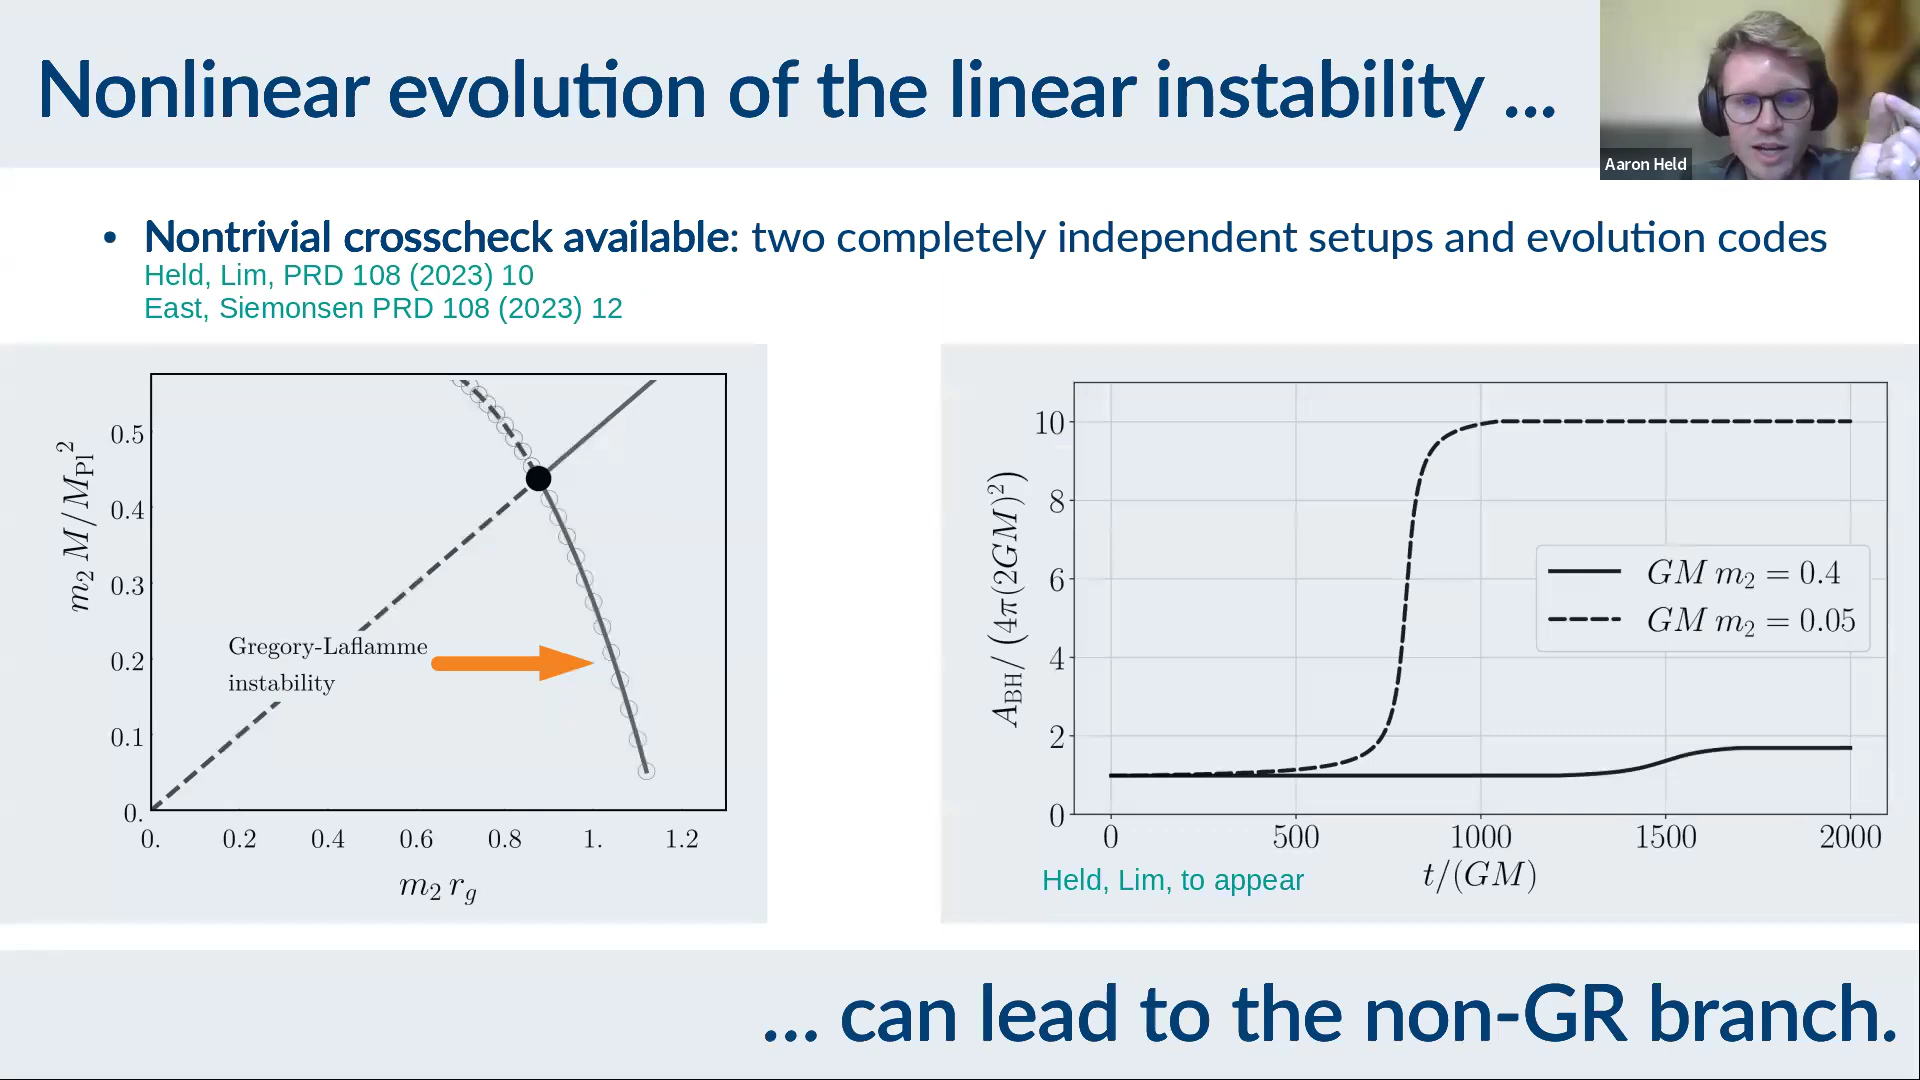 Nonlinear evolution of the linear instability ...
Aaron Held
• Nontrivial crosscheck available: two completely independent setups and evolution codes
Held, Lim, PRD 108 (2023) 10
East, Siemonsen PRD 108 (2023) 12
m₂ M/M_Pl²
0.5
0.4
0.3
0.2
0.1
0.
Gregory-Laflamme
instability
0. 0.2 0.4 0.6 0.8 1. 1.2
m₂ r_g
A_BH/(4π(2GM)²)
10
8
6
4
2
0
GM m₂ = 0.4
GM m₂ = 0.05
0 500 1000 1500 2000
t/(GM)
Held, Lim, to appear
... can lead to the non-GR branch.